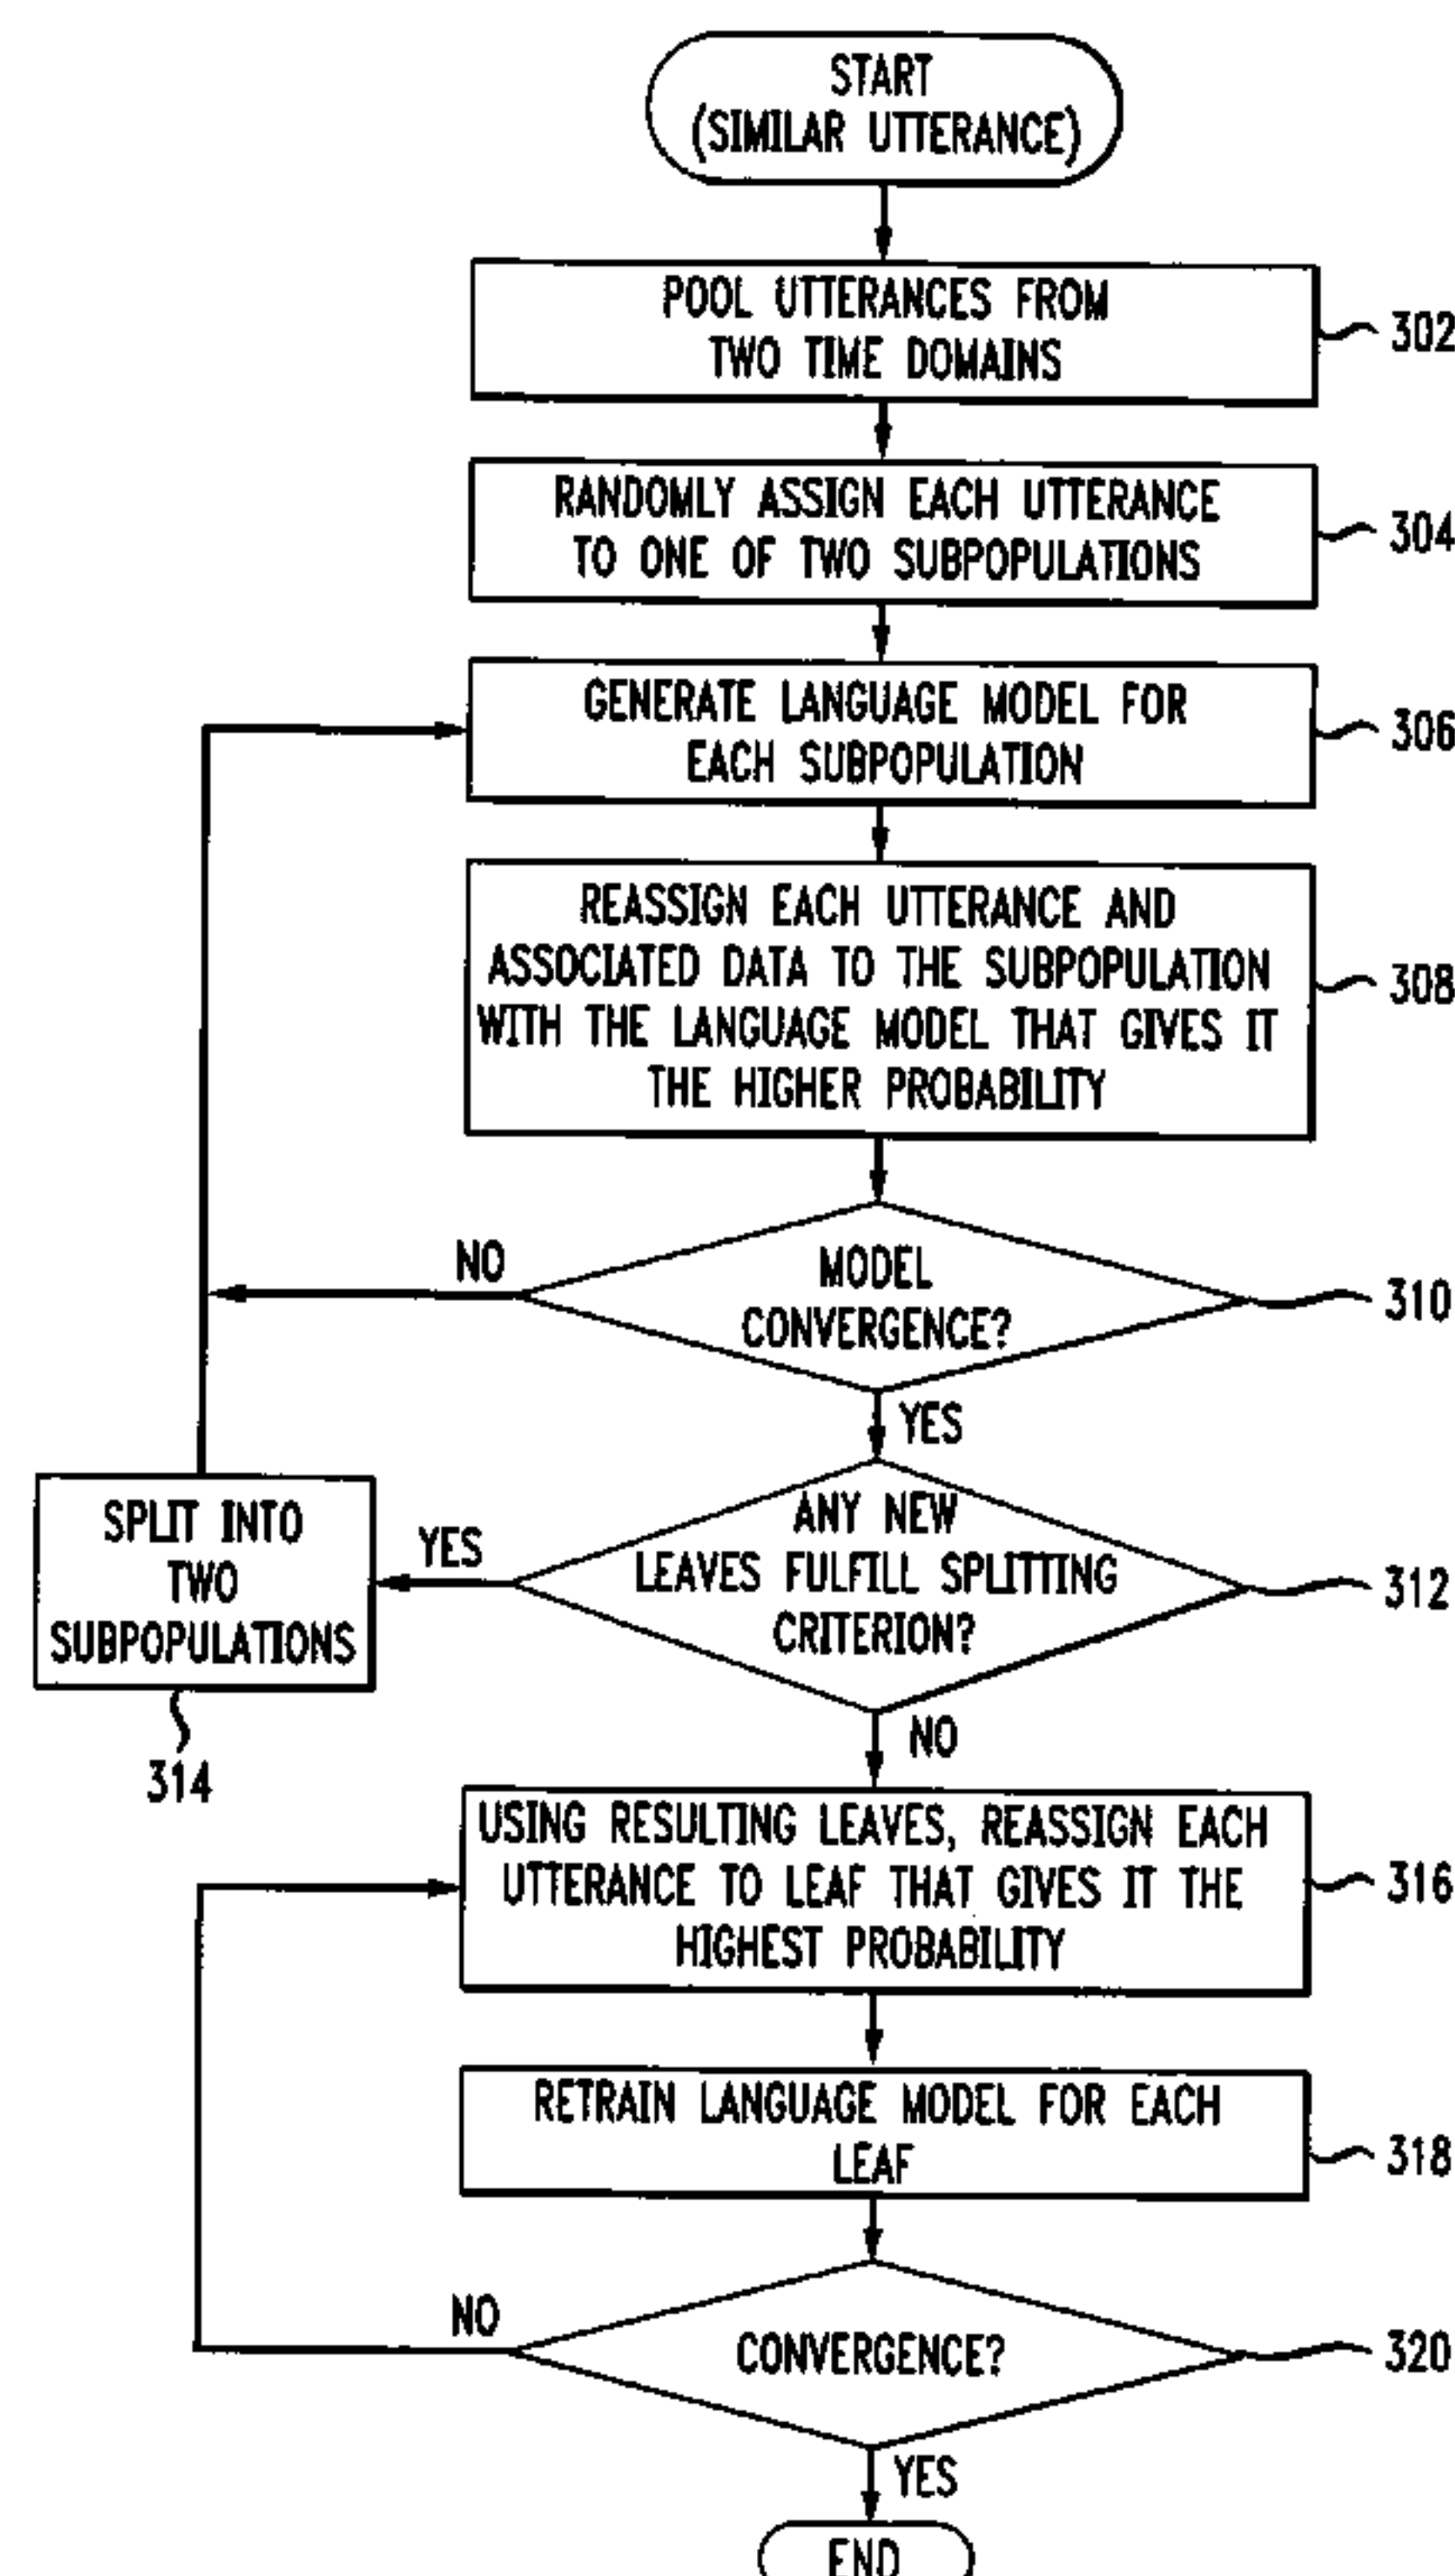 START
(SIMILAR UTTERANCE)
POOL UTTERANCES FROM
TWO TIME DOMAINS
302
RANDOMLY ASSIGN EACH UTTERANCE
TO ONE OF TWO SUBPOPULATIONS
304
GENERATE LANGUAGE MODEL FOR
EACH SUBPOPULATION
306
REASSIGN EACH UTTERANCE AND
ASSOCIATED DATA TO THE SUBPOPULATION
WITH THE LANGUAGE MODEL THAT GIVES IT
THE HIGHER PROBABILITY
308
NO
MODEL
CONVERGENCE?
310
YES
ANY NEW
LEAVES FULFILL SPLITTING
CRITERION?
312
YES
SPLIT INTO
TWO
SUBPOPULATIONS
314
NO
USING RESULTING LEAVES, REASSIGN EACH
UTTERANCE TO LEAF THAT GIVES IT THE
HIGHEST PROBABILITY
316
RETRAIN LANGUAGE MODEL FOR EACH
LEAF
318
NO
CONVERGENCE?
320
YES
END